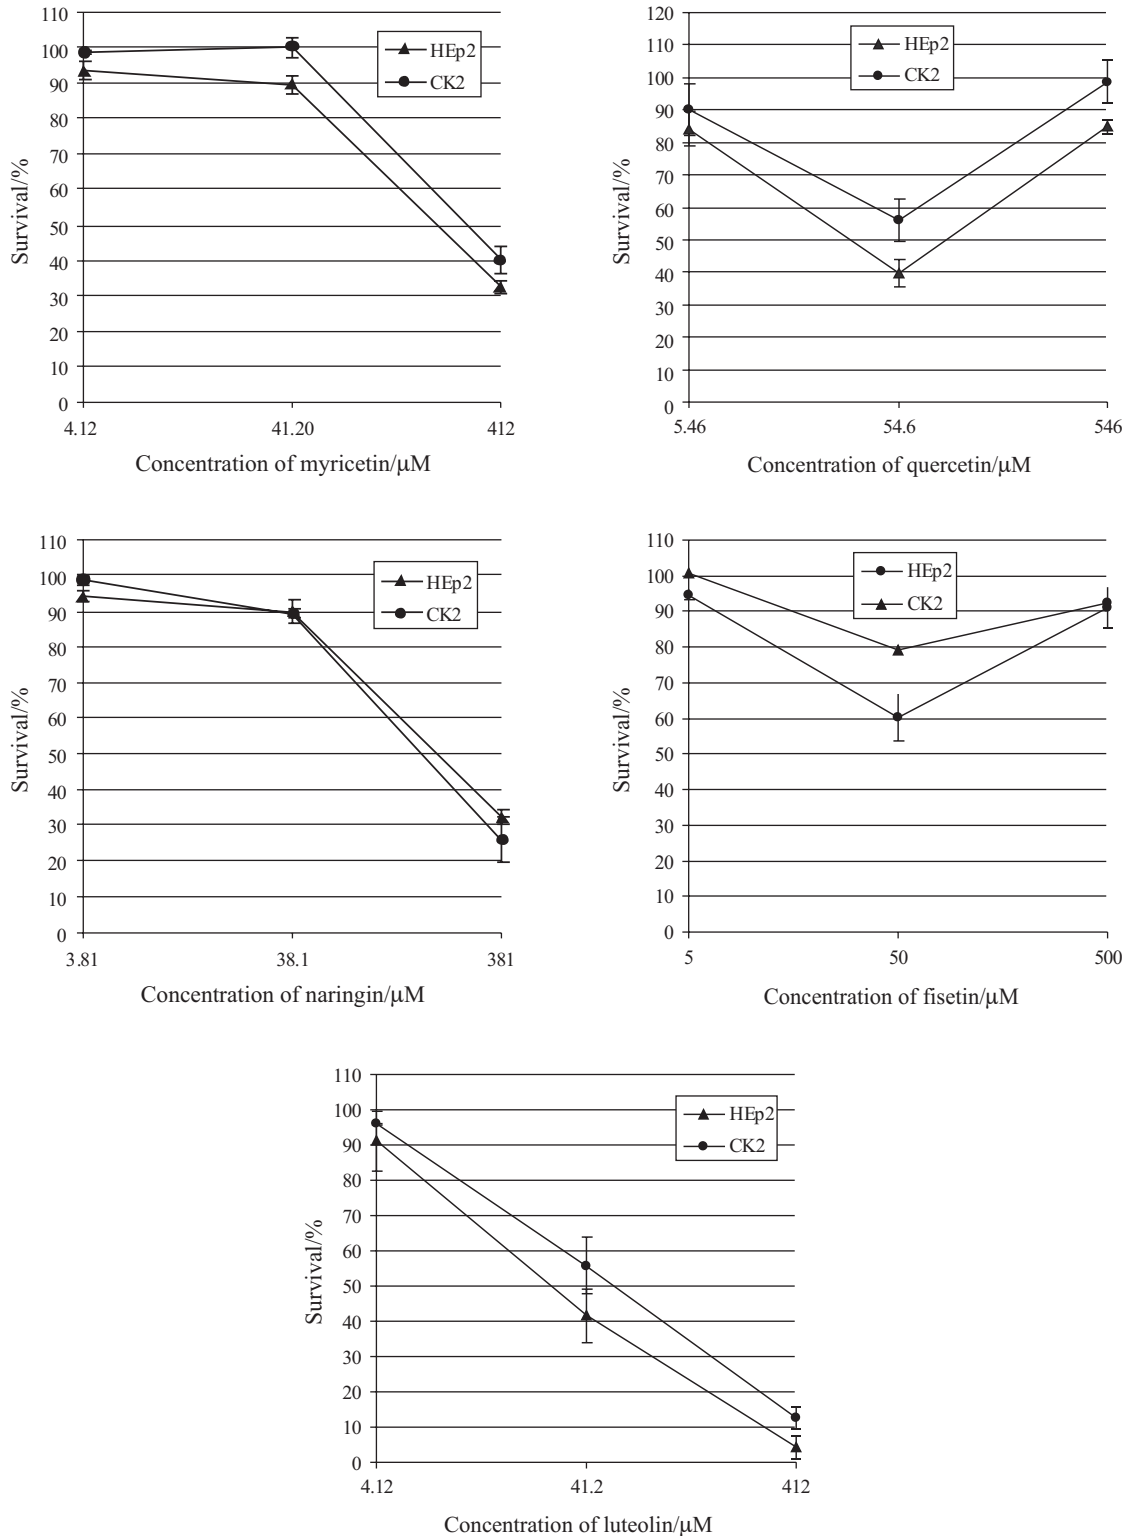 110
100
90
80
70
60
50
40
30
20
10
0
Survival/%
HEp2
CK2
4.12 41.20 412
Concentration of myricetin/μM
120
110
100
90
80
70
60
50
40
30
20
10
0
Survival/%
HEp2
CK2
5.46 54.6 546
Concentration of quercetin/μM
110
100
90
80
70
60
50
40
30
20
10
0
Survival/%
HEp2
CK2
3.81 38.1 381
Concentration of naringin/μM
110
100
90
80
70
60
50
40
30
20
10
0
Survival/%
HEp2
CK2
5 50 500
Concentration of fisetin/μM
110
100
90
80
70
60
50
40
30
20
10
0
Survival/%
HEp2
CK2
4.12 41.2 412
Concentration of luteolin/μM